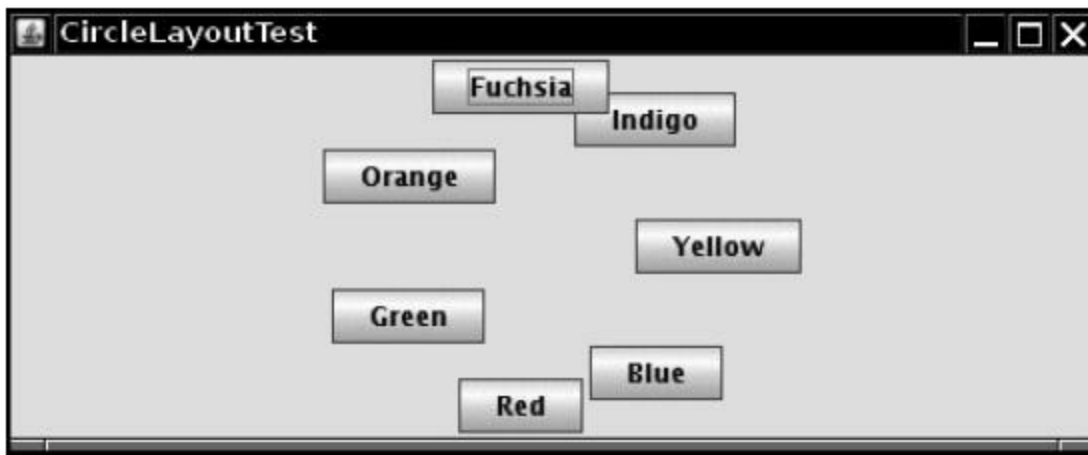 CircleLayoutTest
Fuchsia
Indigo
Orange
Yellow
Green
Blue
Red